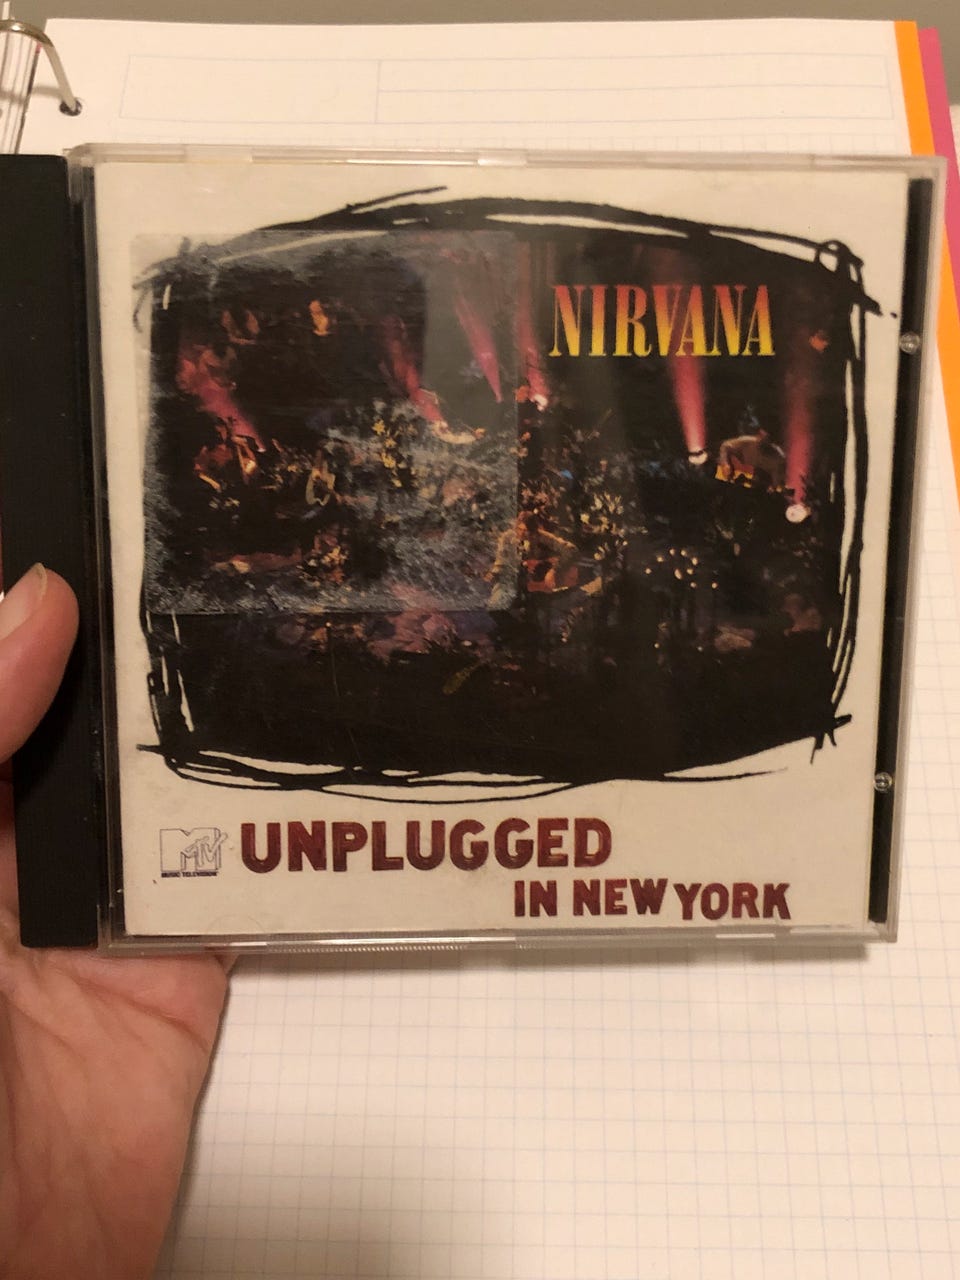 NIRVANA
MTV
MUSIC TELEVISION
UNPLUGGED
IN NEW YORK